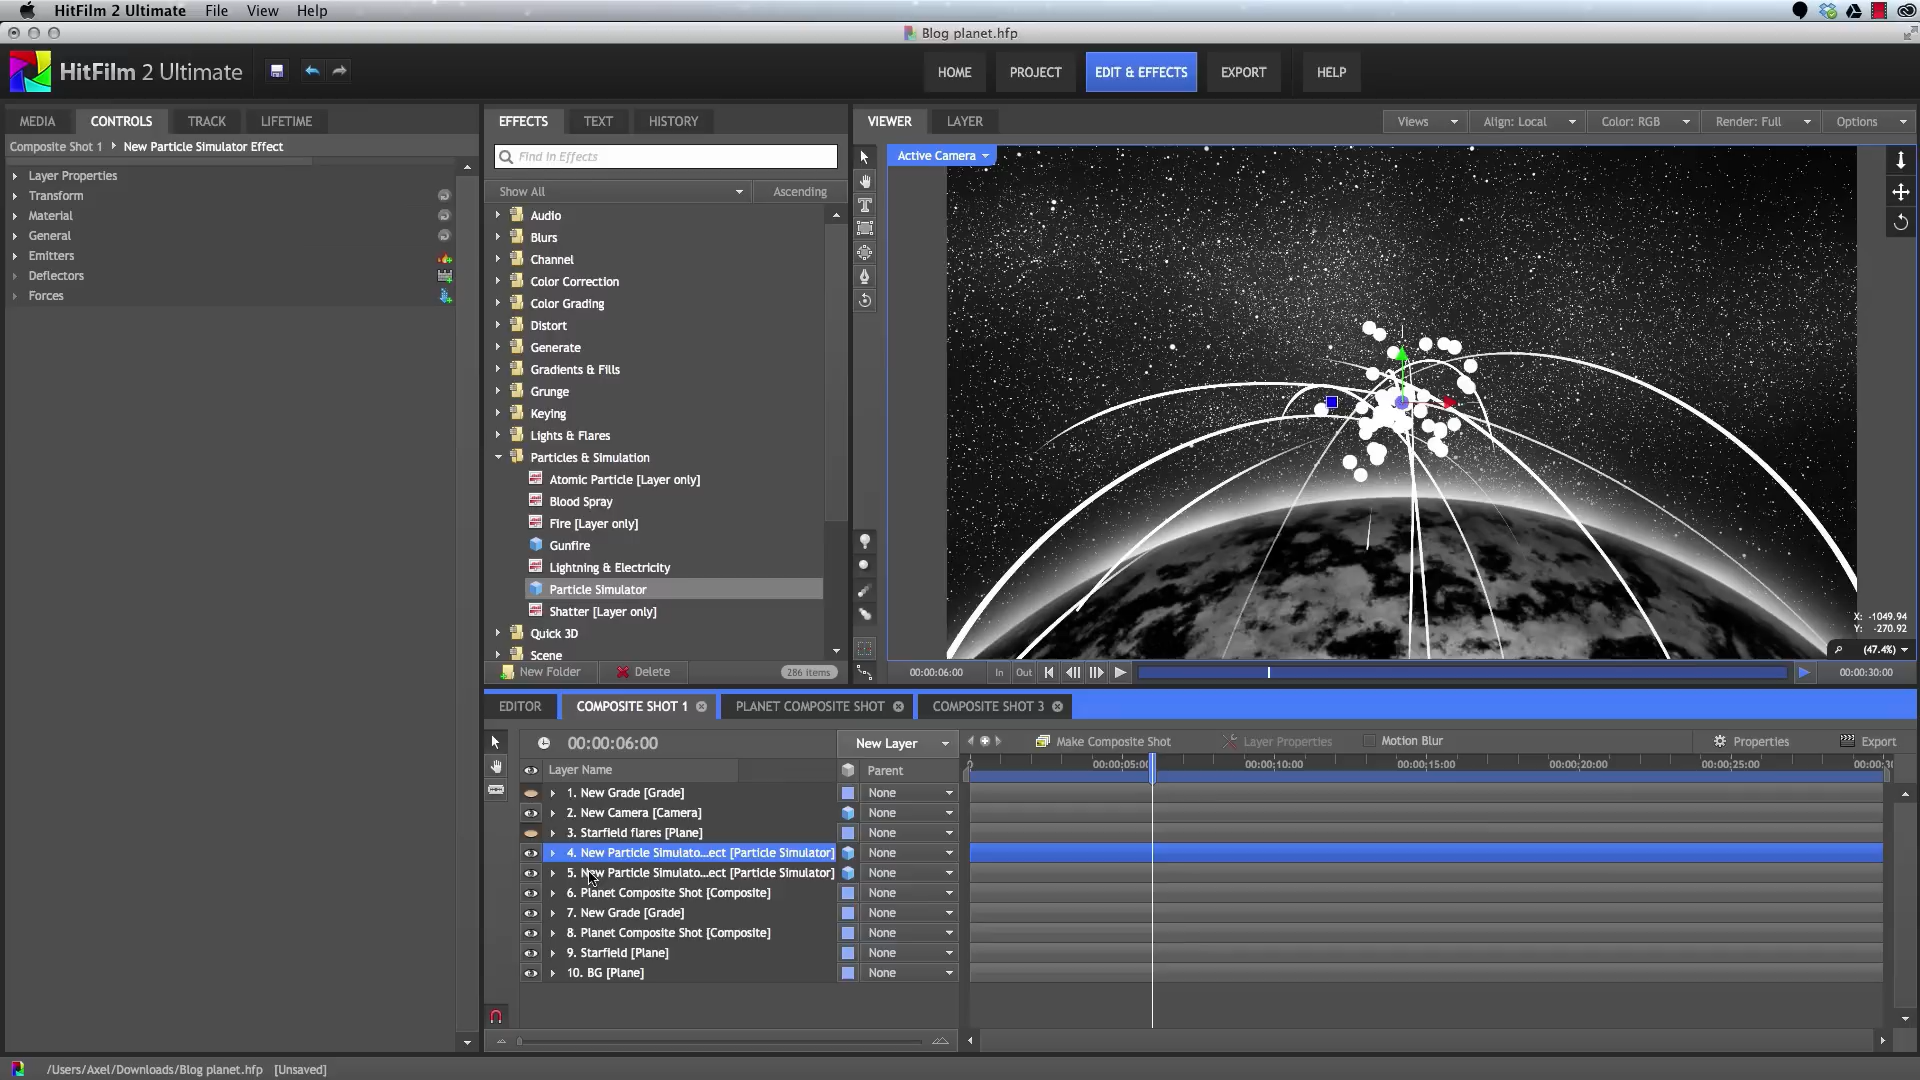 HitFilm 2 Ultimate File View Help
Blog planet.hfp
HitFilm 2 Ultimate
HOME PROJECT EDIT & EFFECTS EXPORT HELP
MEDIA CONTROLS TRACK LIFETIME
Composite Shot 1 New Particle Simulator Effect
Layer Properties
Transform
Material
General
Emitters
Deflectors
Forces
EFFECTS TEXT HISTORY
Find in Effects
Show All Ascending
Audio
Blurs
Channel
Color Correction
Color Grading
Distort
Generate
Gradients & Fills
Grunge
Keying
Lights & Flares
Particles & Simulation
Atomic Particle [Layer only]
Blood Spray
Fire [Layer only]
Gunfire
Lightning & Electricity
Particle Simulator
Shatter [Layer only]
Quick 3D
Scene
New Folder Delete 286 items
VIEWER LAYER
Views Align: Local Color: RGB Render: Full Options
Active Camera
X: -1049.94
Y: -270.92
(47.4%)
00:00:06:00 In Out 00:00:30:00
EDITOR COMPOSITE SHOT 1 PLANET COMPOSITE SHOT COMPOSITE SHOT 3
00:00:06:00 New Layer Make Composite Shot Layer Properties Motion Blur Properties Export
Layer Name Parent
0 00:00:05:00 00:00:10:00 00:00:15:00 00:00:20:00 00:00:25:00
1. New Grade [Grade] None
2. New Camera [Camera] None
3. Starfield flares [Plane] None
4. New Particle Simulato...ect [Particle Simulator] None
5. New Particle Simulato...ect [Particle Simulator] None
6. Planet Composite Shot [Composite] None
7. New Grade [Grade] None
8. Planet Composite Shot [Composite] None
9. Starfield [Plane] None
10. BG [Plane] None
/Users/Axel/Downloads/Blog planet.hfp [Unsaved]